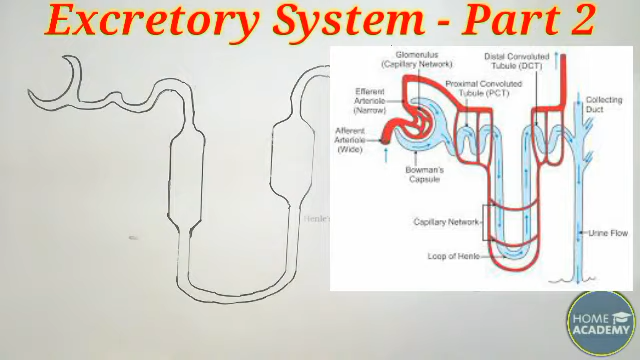 Excretory System - Part 2
Glomerulus
(Capillary Network)
Distal Convoluted
Tubule (DCT)
Proximal Convoluted
Tubule (PCT)
Efferent
Arteriole
(Narrow)
Collecting
Duct
Afferent
Arteriole
(Wide)
Bowman's
Capsule
Capillary Network
Urine Flow
Loop of Henle
Henle
HOME
ACADEMY